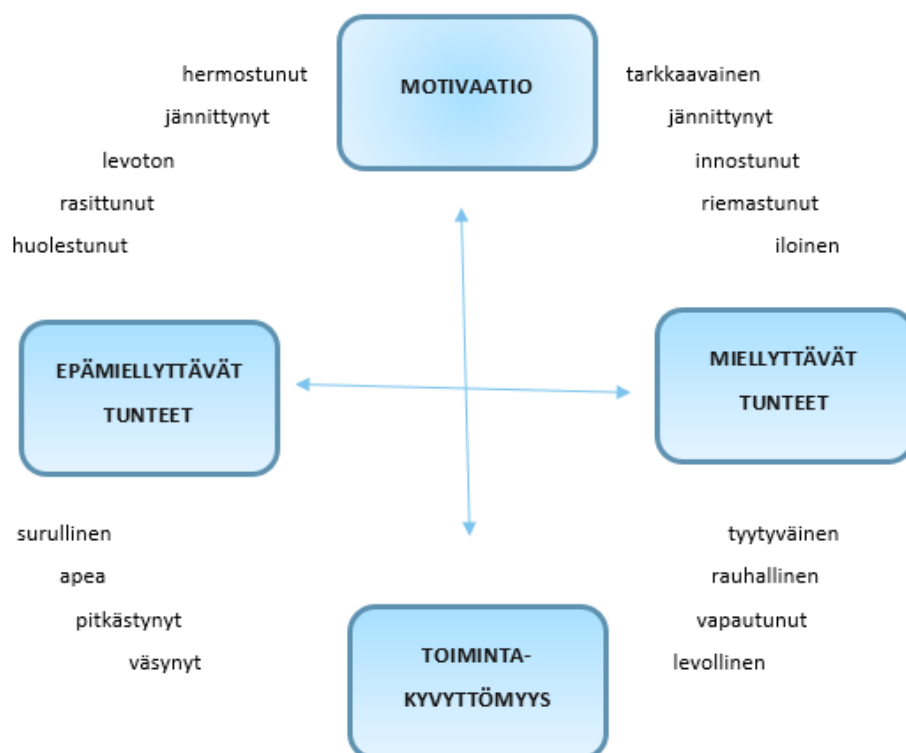 MOTIVAATIO
hermostunut
jännittynyt
levoton
rasittunut
huolestunut
tarkkaavainen
jännittynyt
innostunut
riemastunut
iloinen
EPÄMIELLYTTÄVÄT
TUNTEET
MIELLYTTÄVÄT
TUNTEET
surullinen
apea
pitkästynyt
väsynyt
tyytyväinen
rauhallinen
vapautunut
levollinen
TOIMINTA-
KYVYTTÖMYYS